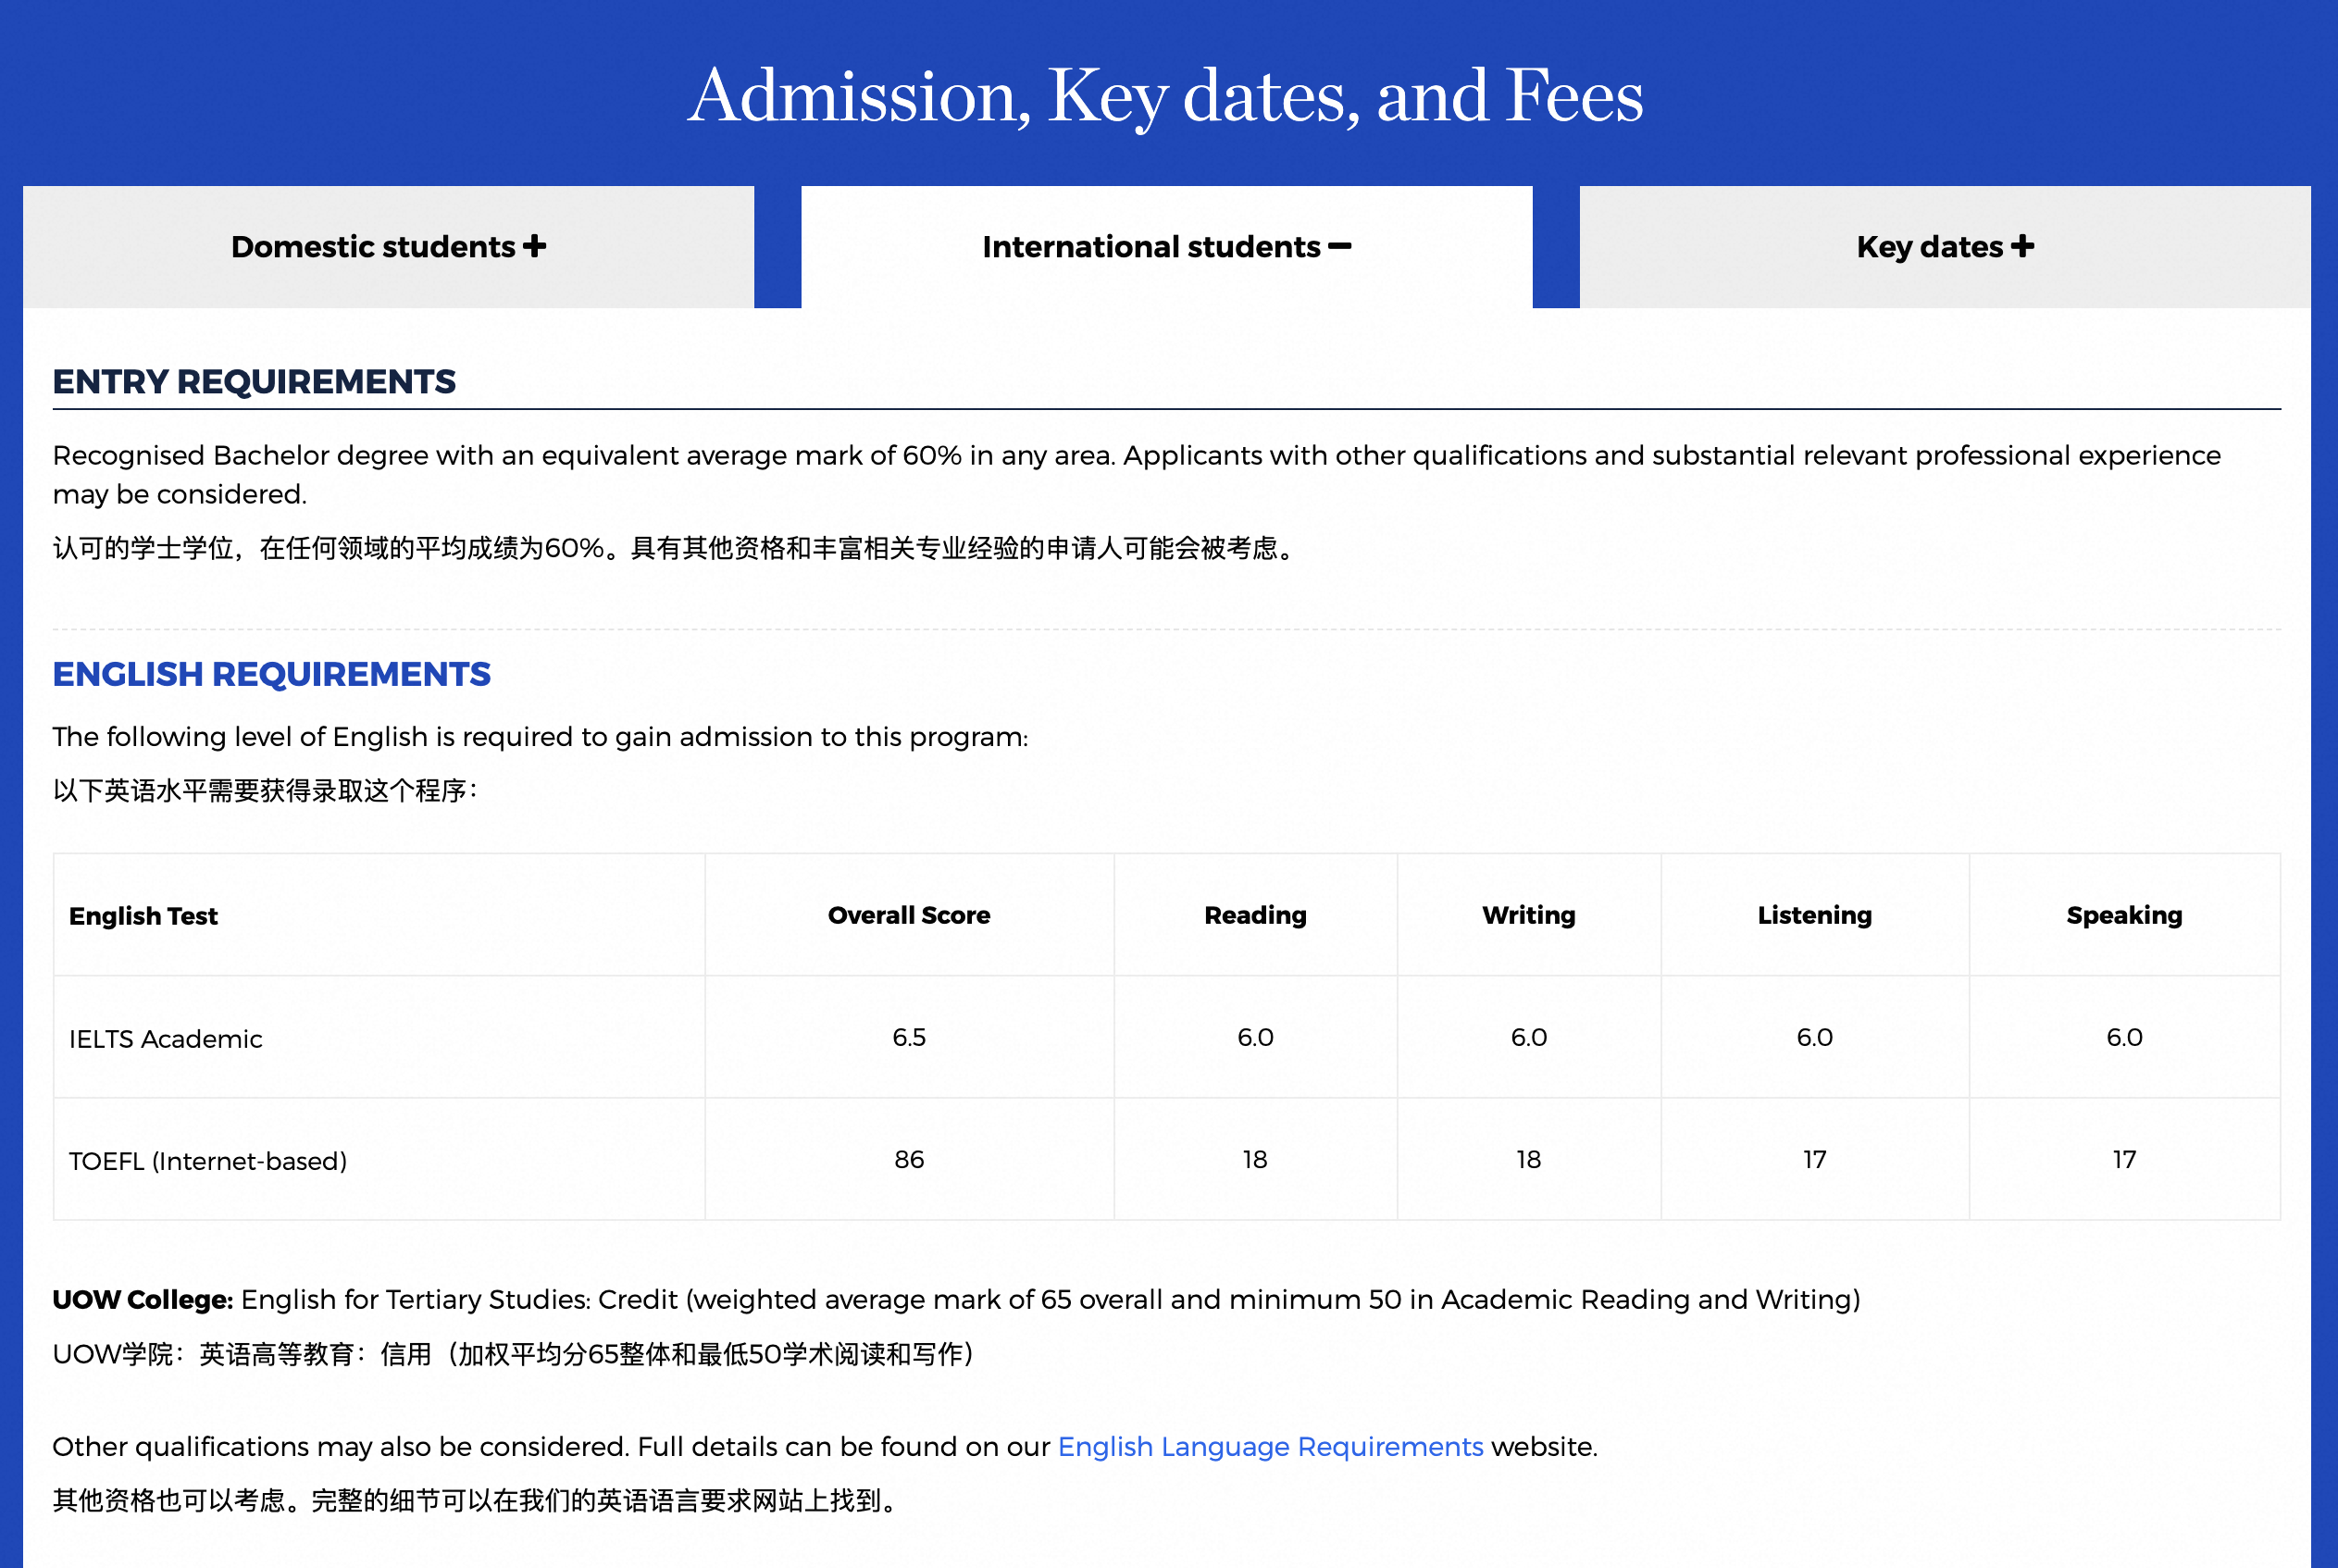 Admission, Key dates, and Fees
Domestic students +
International students −
Key dates +
ENTRY REQUIREMENTS
Recognised Bachelor degree with an equivalent average mark of 60% in any area. Applicants with other qualifications and substantial relevant professional experience
may be considered.
认可的学士学位，在任何领域的平均成绩为60%。具有其他资格和丰富相关专业经验的申请人可能会被考虑。
ENGLISH REQUIREMENTS
The following level of English is required to gain admission to this program:
以下英语水平需要获得录取这个程序：
English Test Overall Score Reading Writing Listening Speaking
IELTS Academic 6.5 6.0 6.0 6.0 6.0
TOEFL (Internet-based) 86 18 18 17 17
UOW College: English for Tertiary Studies: Credit (weighted average mark of 65 overall and minimum 50 in Academic Reading and Writing)
UOW学院：英语高等教育：信用（加权平均分65整体和最低50学术阅读和写作）
Other qualifications may also be considered. Full details can be found on our English Language Requirements website.
其他资格也可以考虑。完整的细节可以在我们的英语语言要求网站上找到。